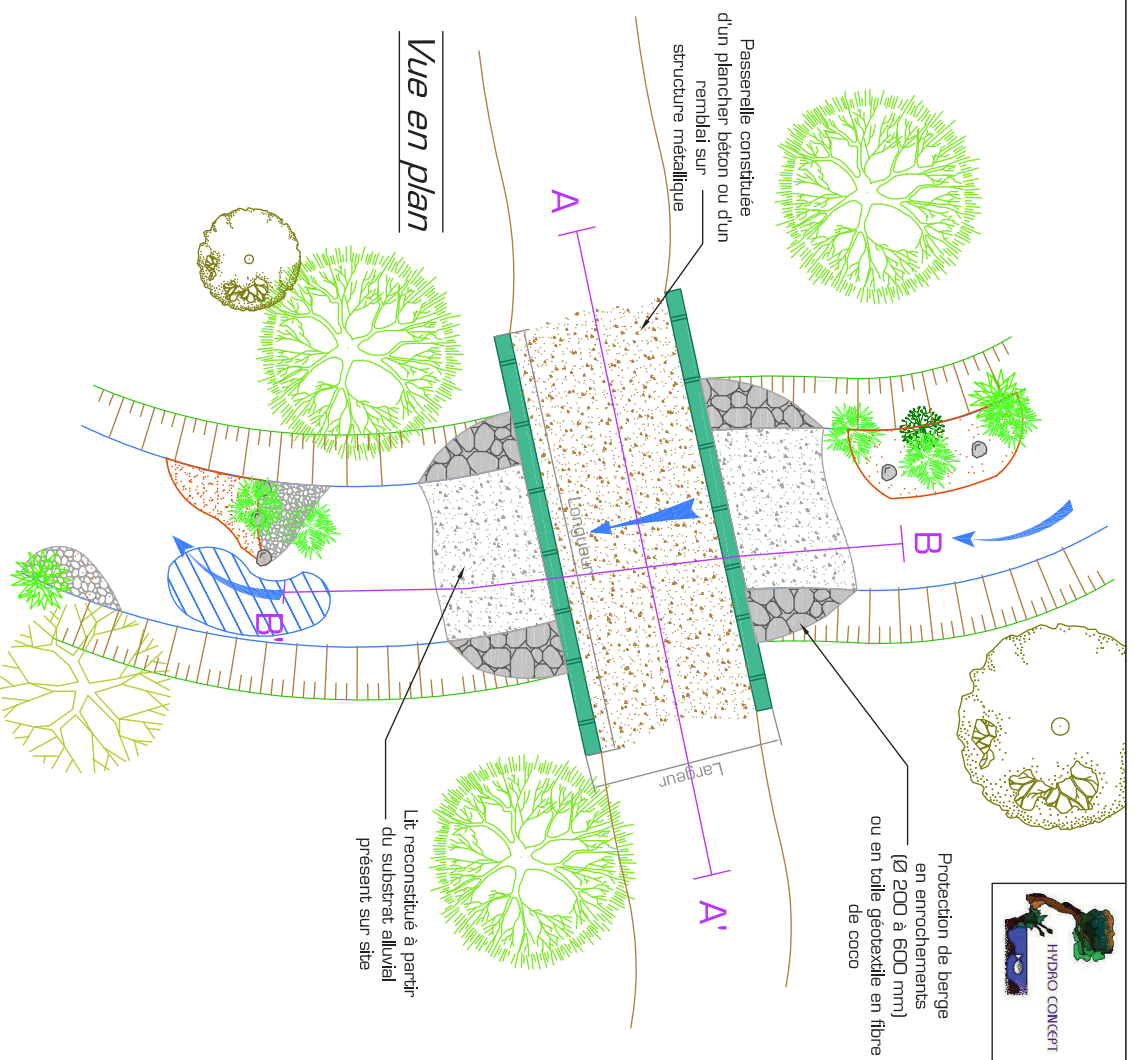 Vue en plan
Passerelle constituée
d'un plancher béton ou d'un
remblai sur
structure métallique
A
A'
B
B'
Longueur
Largeur
Protection de berge
en enrochements
(Ø 200 à 600 mm)
ou en toile géotextile en fibre
de coco
Lit reconstitué à partir
du substrat alluvial
présent sur site
HYDRO CONCEPT